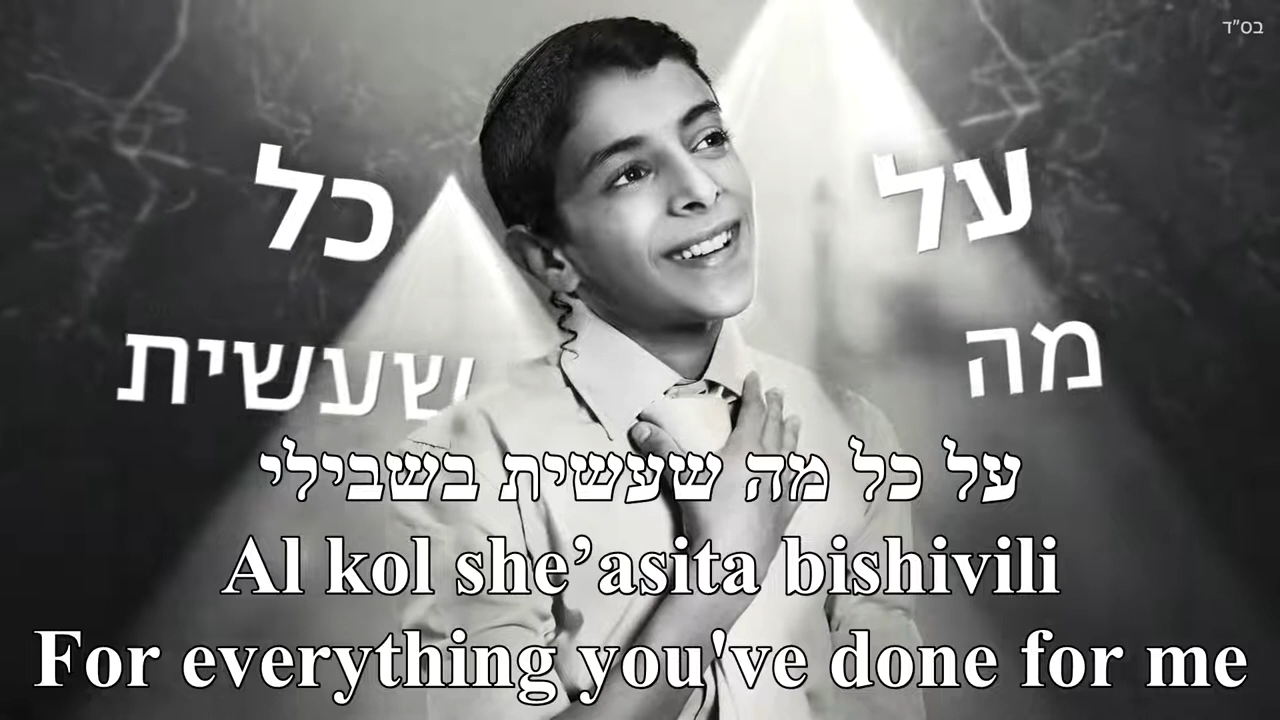 בס"ד
על כל
מה שעשית
על כל מה שעשית בשבילי
Al kol she’asita bishivili
For everything you've done for me